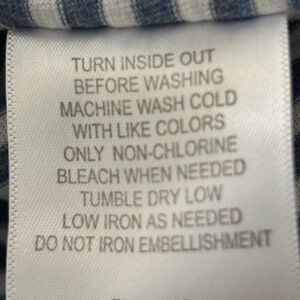 TURN INSIDE OUT
BEFORE WASHING
MACHINE WASH COLD
WITH LIKE COLORS
ONLY NON-CHLORINE
BLEACH WHEN NEEDED
TUMBLE DRY LOW
LOW IRON AS NEEDED
DO NOT IRON EMBELLISHMENT